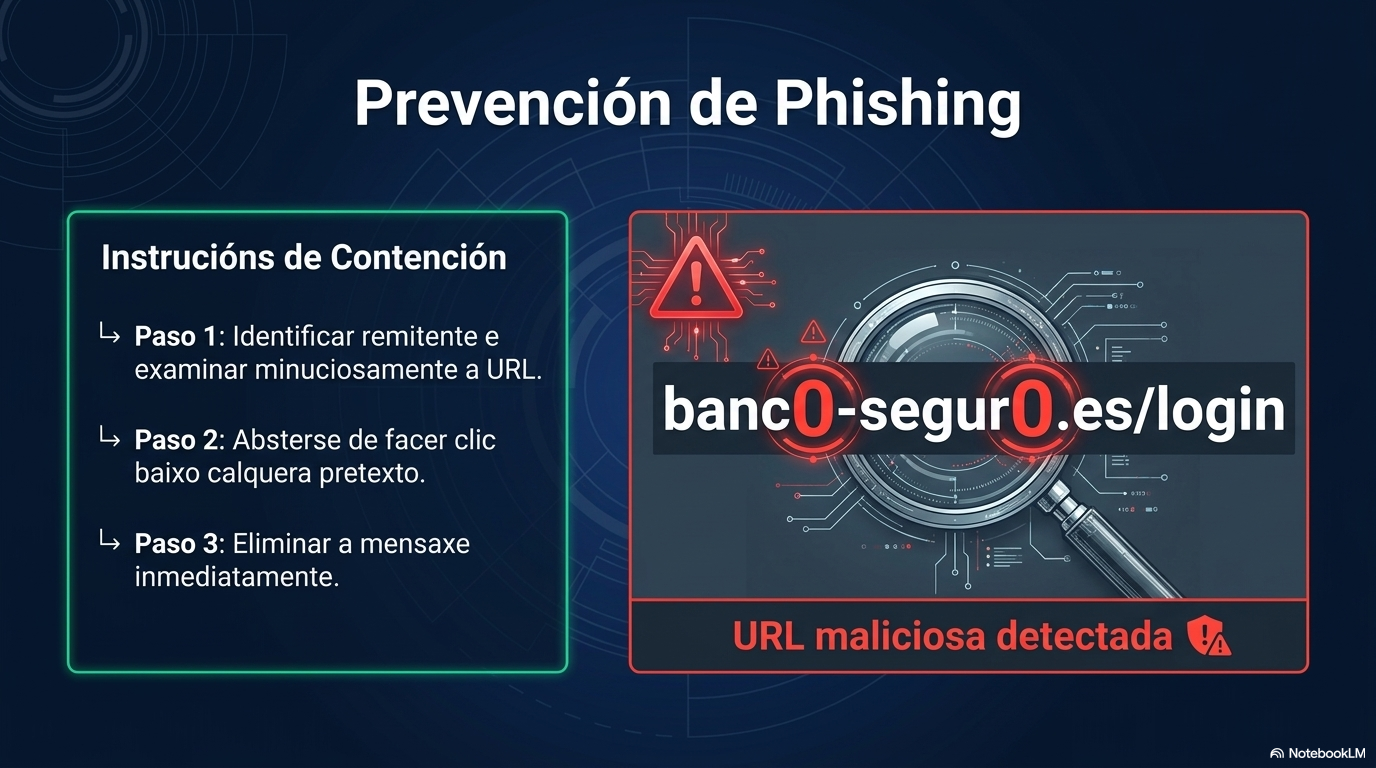 Prevención de Phishing
Instrucións de Contención
Paso 1: Identificar remitente e
examinar minuciosamente a URL.
Paso 2: Absterse de facer clic
baixo calquera pretexto.
Paso 3: Eliminar a mensaxe
inmediatamente.
banc0-segur0.es/login
URL maliciosa detectada
NotebookLM